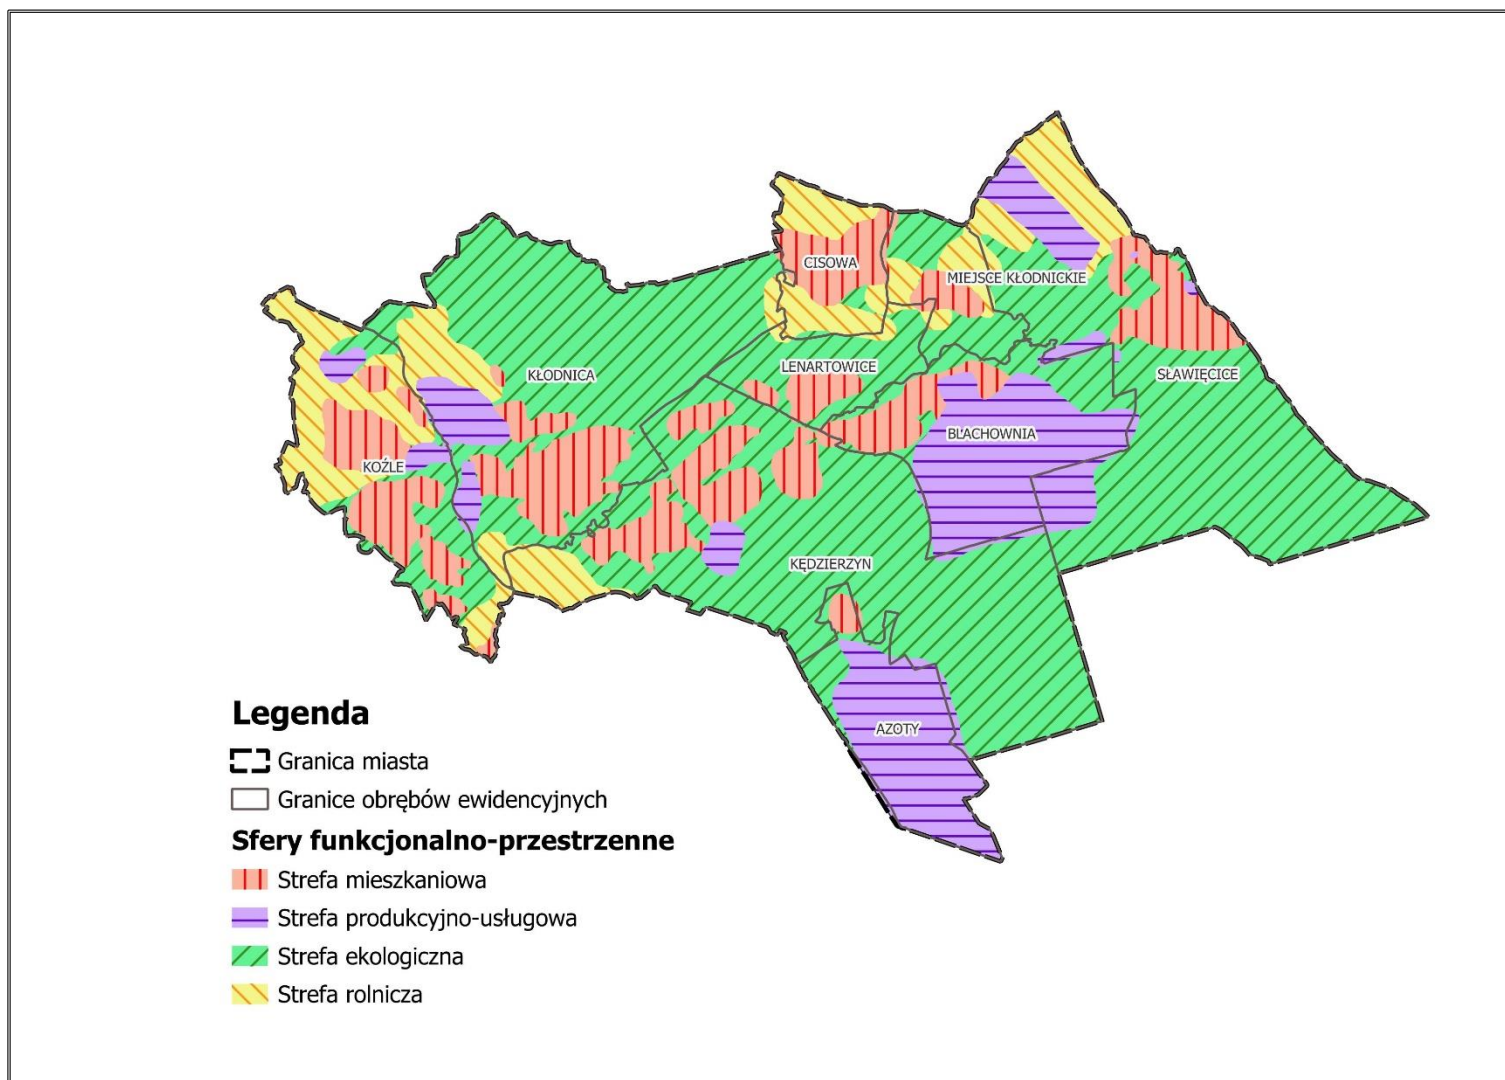 CISOWA
MIEJSCE KŁODNICKIE
KŁODNICA
LENARTOWICE
SŁAWIĘCICE
BLACHOWNIA
KOŹLE
KĘDZIERZYN
AZOTY
Legenda
Granica miasta
Granice obrębów ewidencyjnych
Sfery funkcjonalno-przestrzenne
Strefa mieszkaniowa
Strefa produkcyjno-usługowa
Strefa ekologiczna
Strefa rolnicza